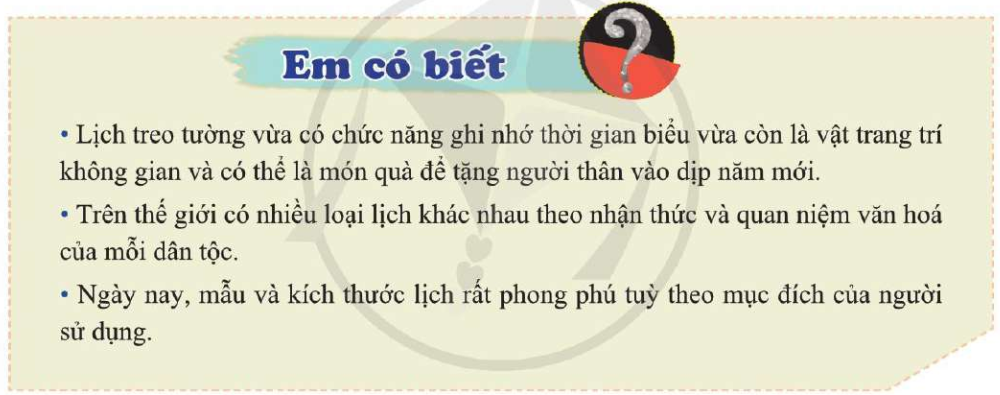 Em có biết
?
• Lịch treo tường vừa có chức năng ghi nhớ thời gian biểu vừa còn là vật trang trí
không gian và có thể là món quà để tặng người thân vào dịp năm mới.
• Trên thế giới có nhiều loại lịch khác nhau theo nhận thức và quan niệm văn hoá
của mỗi dân tộc.
• Ngày nay, mẫu và kích thước lịch rất phong phú tuỳ theo mục đích của người
sử dụng.